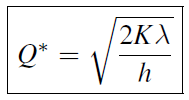 Q* = √(2Kλ / h)